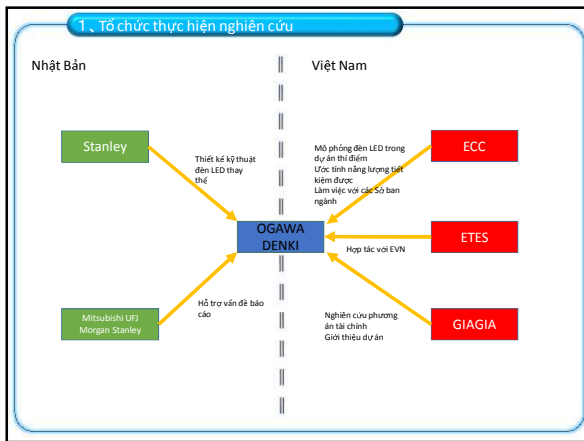 1、Tổ chức thực hiện nghiên cứu
Nhật Bản
Việt Nam
Stanley
Thiết kế kỹ thuật
đèn LED thay
thế
Mô phỏng đèn LED trong
dự án thí điểm
Ước tính năng lượng tiết
kiệm được
Làm việc với các Sở ban
ngành
ECC
OGAWA
DENKI
Hợp tác với EVN
ETES
Mitsubishi UFJ
Morgan Stanley
Hỗ trợ vấn đề báo
cáo
Nghiên cứu phương
án tài chính
Giới thiệu dự án
GIAGIA